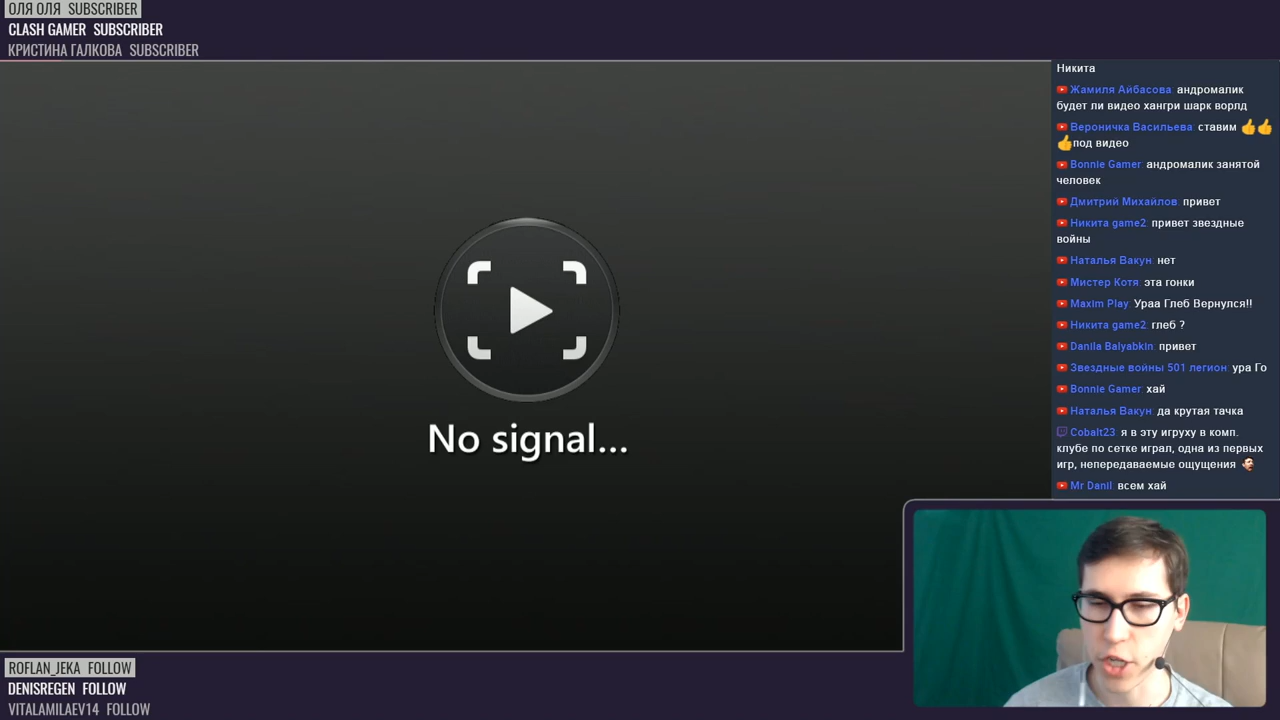 ОЛЯ ОЛЯ SUBSCRIBER
CLASH GAMER SUBSCRIBER
КРИСТИНА ГАЛКОВА SUBSCRIBER
No signal...
Никита
Жамиля Айбасова: андромалик
будет ли видео хангри шарк ворлд
Вероничка Васильева: ставим 👍👍
👍под видео
Bonnie Gamer: андромалик занятой
человек
Дмитрий Михайлов: привет
Никита game2: привет звездные
войны
Наталья Вакун: нет
Мистер Котя: эта гонки
Maxim Play: Ураа Глеб Вернулся!!
Никита game2: глеб ?
Danila Balyabkin: привет
Звездные войны 501 легион: ура Го
Bonnie Gamer: хай
Наталья Вакун: да крутая тачка
Cobalt23: я в эту игруху в комп.
клубе по сетке играл, одна из первых
игр, непередаваемые ощущения
Mr Danil: всем хай
ROFLAN_JEKA FOLLOW
DENISREGEN FOLLOW
VITALAMILAEV14 FOLLOW